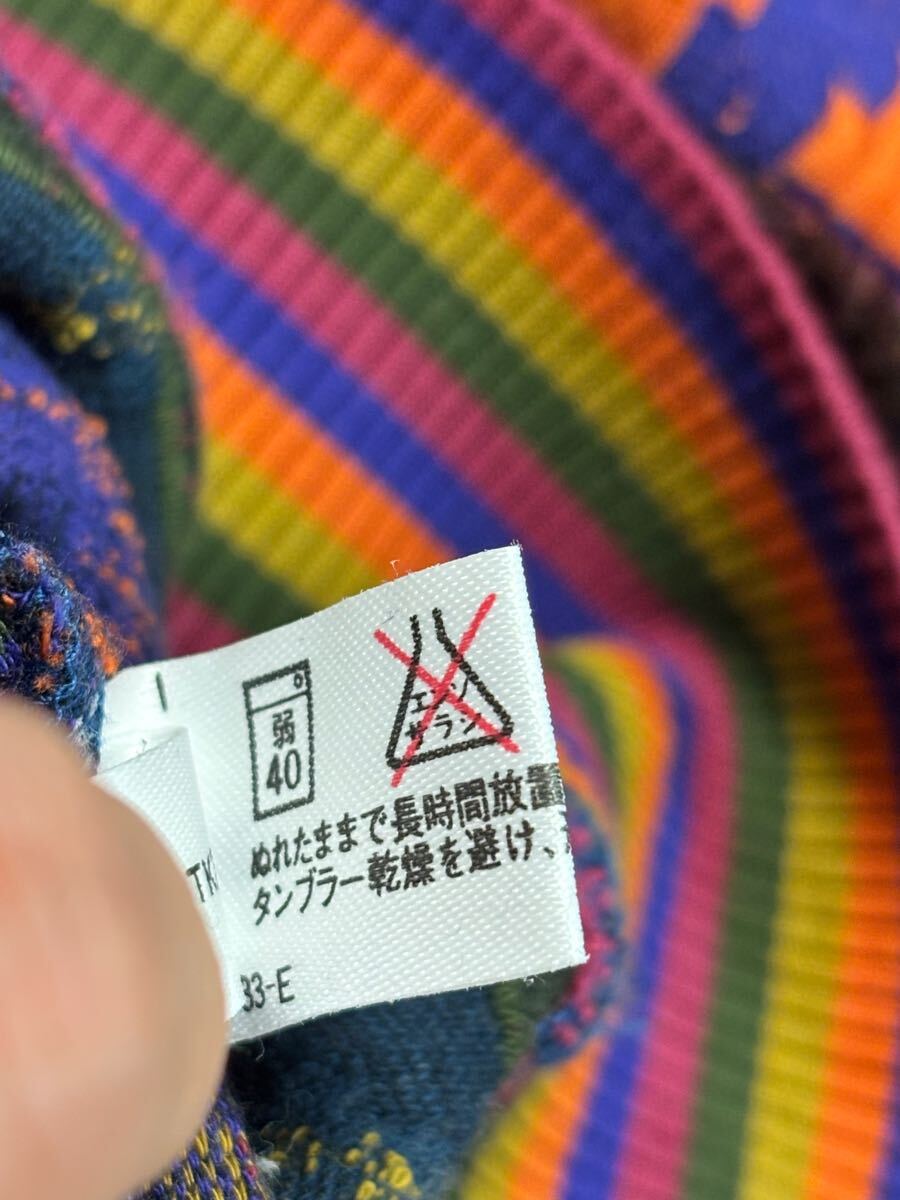 弱
40
エンソ
サラシ
ぬれたままで長時間放置
タンブラー乾燥を避け、
TK
33-E